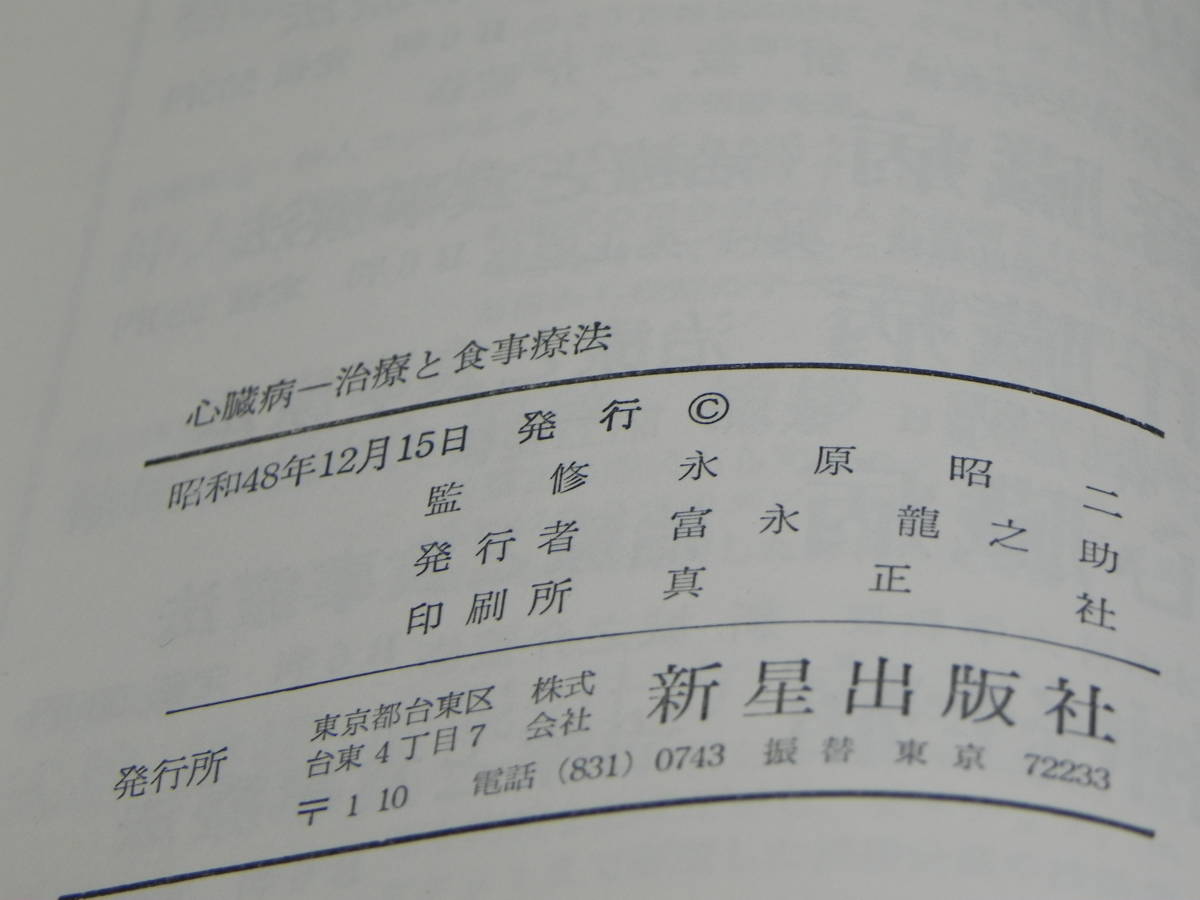 心臓病―治療と食事療法
昭和48年12月15日 発行 ©
監修 永原昭二
発行者 富永龍之助
印刷所 真正社
発行所 東京都台東区台東4丁目7 株式会社 新星出版社
〒110 電話(831)0743 振替 東京 72233